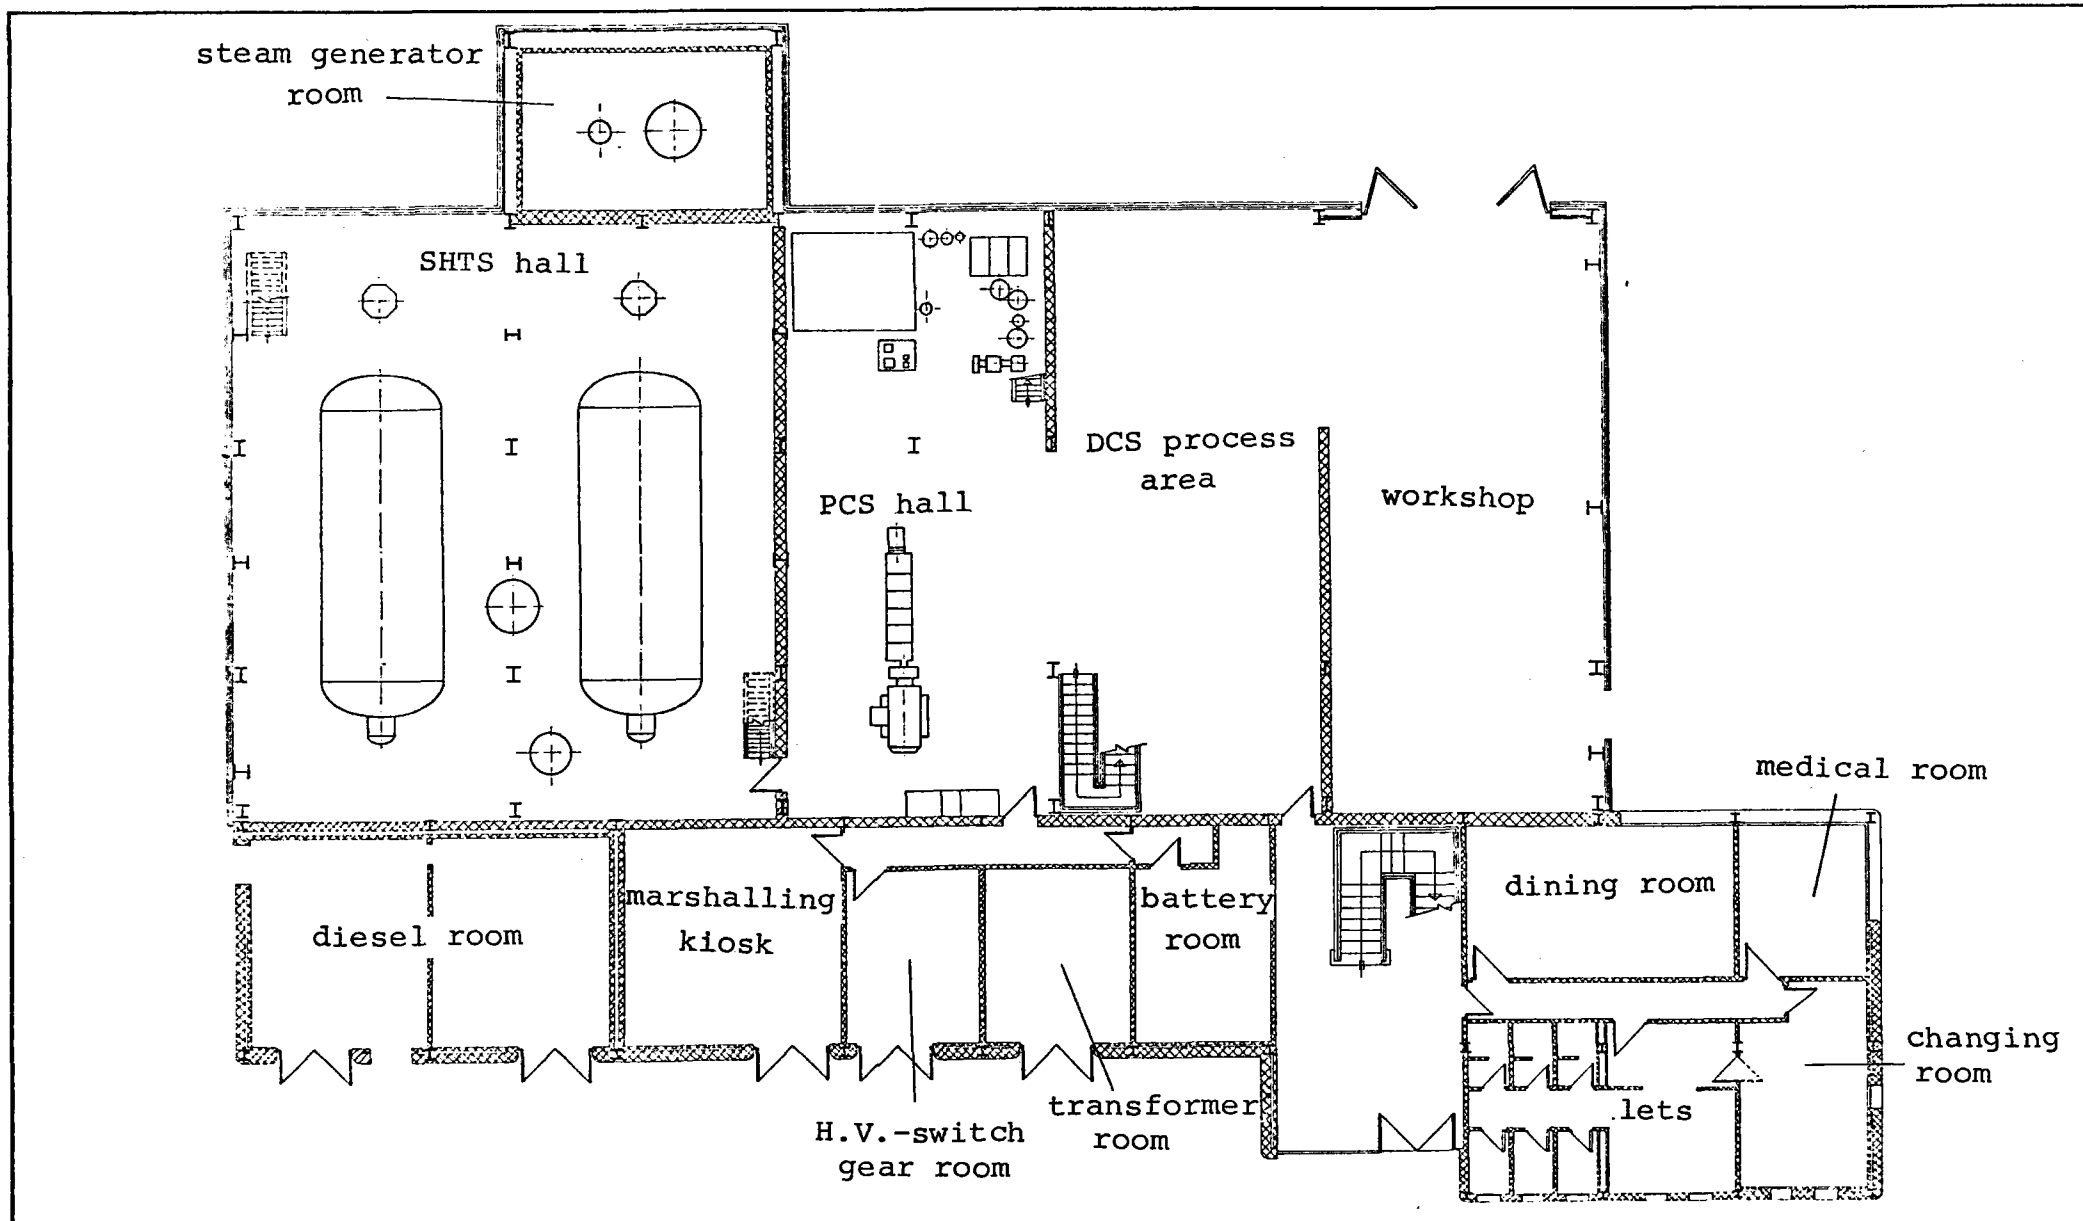 steam generator
room
SHTS hall
DCS process
area
PCS hall
workshop
medical room
dining room
marshalling
kiosk
battery
room
diesel room
changing
room
transformer
room
.lets
H.V.-switch
gear room